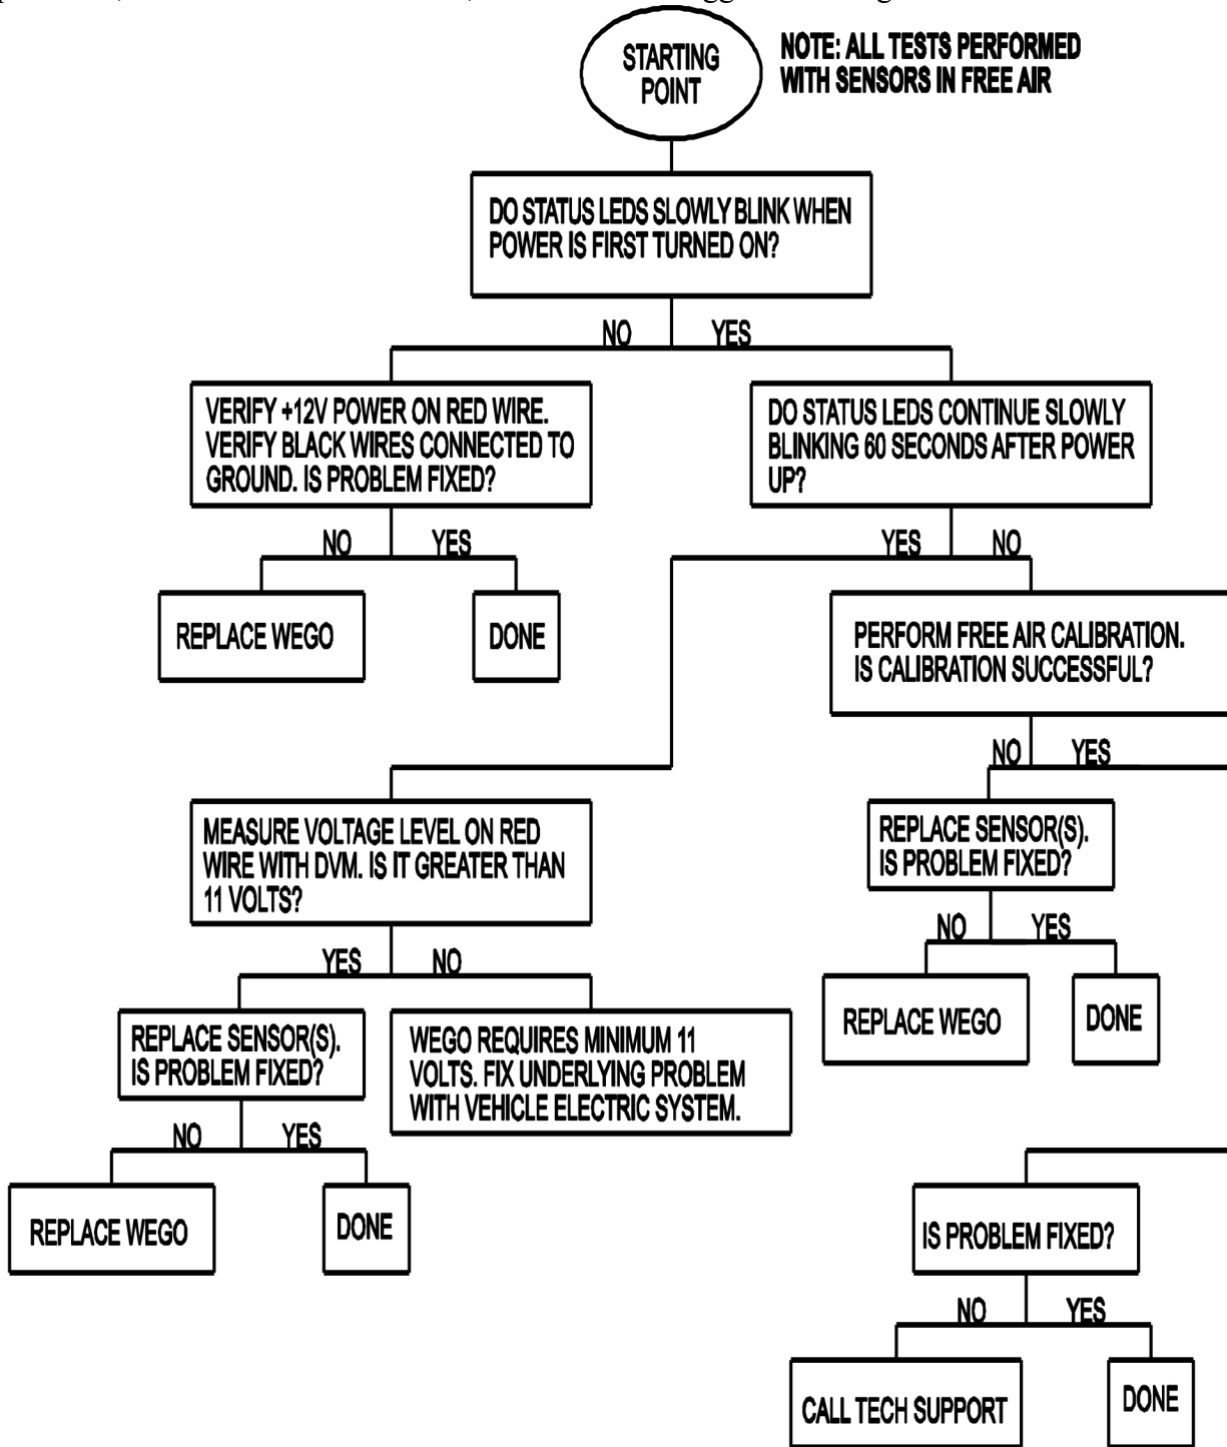 STARTING
POINT
NOTE: ALL TESTS PERFORMED
WITH SENSORS IN FREE AIR
DO STATUS LEDS SLOWLY BLINK WHEN
POWER IS FIRST TURNED ON?
NO
YES
VERIFY +12V POWER ON RED WIRE.
VERIFY BLACK WIRES CONNECTED TO
GROUND. IS PROBLEM FIXED?
DO STATUS LEDS CONTINUE SLOWLY
BLINKING 60 SECONDS AFTER POWER
UP?
NO
YES
YES
NO
REPLACE WEGO
DONE
PERFORM FREE AIR CALIBRATION.
IS CALIBRATION SUCCESSFUL?
NO
YES
MEASURE VOLTAGE LEVEL ON RED
WIRE WITH DVM. IS IT GREATER THAN
11 VOLTS?
REPLACE SENSOR(S).
IS PROBLEM FIXED?
YES
NO
NO
YES
REPLACE SENSOR(S).
IS PROBLEM FIXED?
WEGO REQUIRES MINIMUM 11
VOLTS. FIX UNDERLYING PROBLEM
WITH VEHICLE ELECTRIC SYSTEM.
REPLACE WEGO
DONE
NO
YES
REPLACE WEGO
DONE
IS PROBLEM FIXED?
NO
YES
CALL TECH SUPPORT
DONE